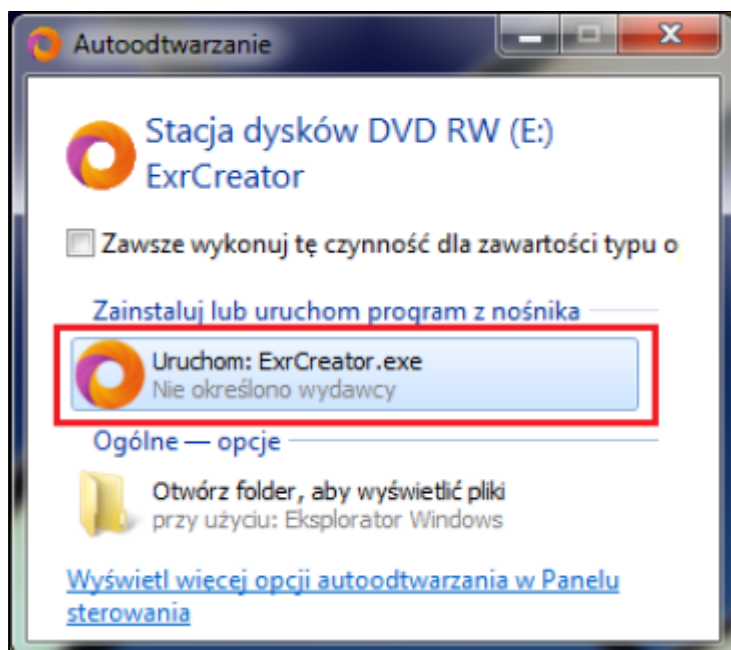 Autoodtwarzanie
Stacja dysków DVD RW (E:)
ExrCreator
Zawsze wykonuj tę czynność dla zawartości typu o
Zainstaluj lub uruchom program z nośnika
Uruchom: ExrCreator.exe
Nie określono wydawcy
Ogólne — opcje
Otwórz folder, aby wyświetlić pliki
przy użyciu: Eksplorator Windows
Wyświetl więcej opcji autoodtwarzania w Panelu
sterowania